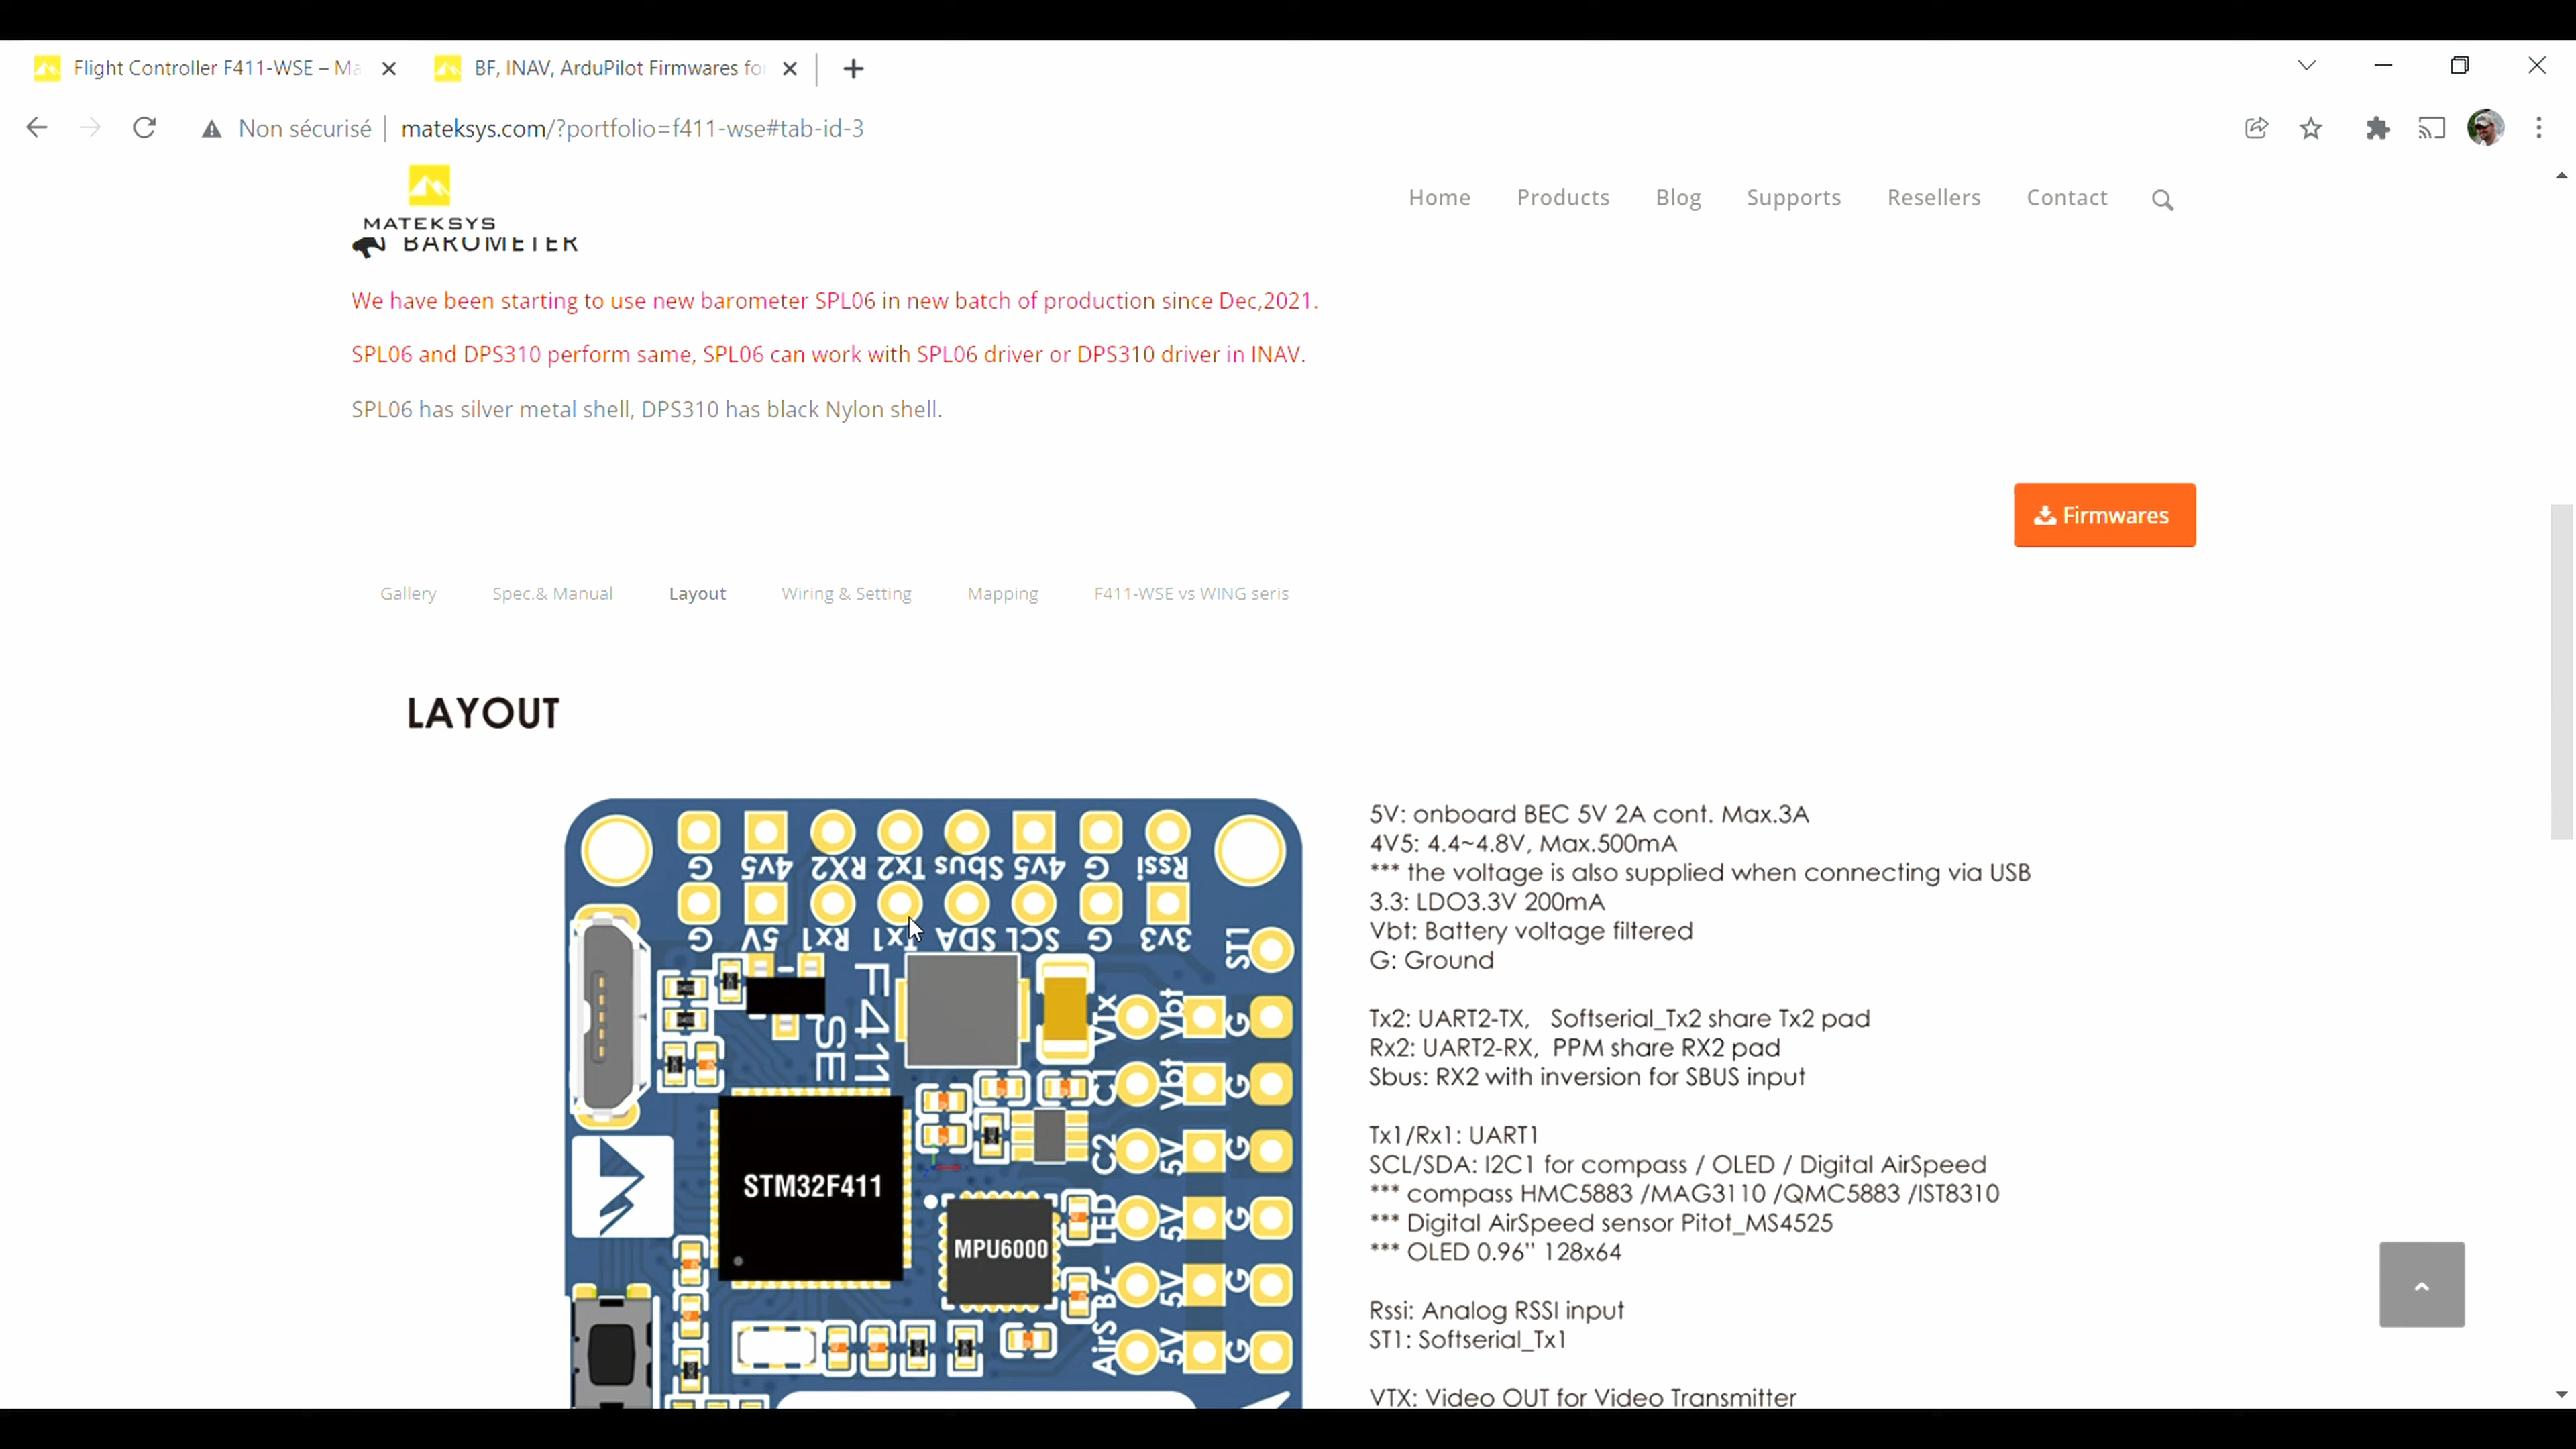 Flight Controller F411-WSE – Ma
BF, INAV, ArduPilot Firmwares fo
Non sécurisé
mateksys.com/?portfolio=f411-wse#tab-id-3
MATEKSYS
Home Products Blog Supports Resellers Contact
BAROMETER
We have been starting to use new barometer SPL06 in new batch of production since Dec,2021.
SPL06 and DPS310 perform same, SPL06 can work with SPL06 driver or DPS310 driver in INAV.
SPL06 has silver metal shell, DPS310 has black Nylon shell.
Firmwares
Gallery Spec.& Manual Layout Wiring & Setting Mapping F411-WSE vs WING seris
LAYOUT
G 4v5 RX2 Tx2 Sbus 4v5 G Rssi
G 5V Rx1 Tx1 SDA SCL G 3v3
ST1
F411
SE
VTx Vbt G
C1 Vbt G
C2 5V G
LED 5V G
BZ- 5V G
AirS 5V G
STM32F411
MPU6000
5V: onboard BEC 5V 2A cont. Max.3A
4V5: 4.4~4.8V, Max.500mA
*** the voltage is also supplied when connecting via USB
3.3: LDO3.3V 200mA
Vbt: Battery voltage filtered
G: Ground
Tx2: UART2-TX, Softserial_Tx2 share Tx2 pad
Rx2: UART2-RX, PPM share RX2 pad
Sbus: RX2 with inversion for SBUS input
Tx1/Rx1: UART1
SCL/SDA: I2C1 for compass / OLED / Digital AirSpeed
*** compass HMC5883 /MAG3110 /QMC5883 /IST8310
*** Digital AirSpeed sensor Pitot_MS4525
*** OLED 0.96" 128x64
Rssi: Analog RSSI input
ST1: Softserial_Tx1
VTX: Video OUT for Video Transmitter